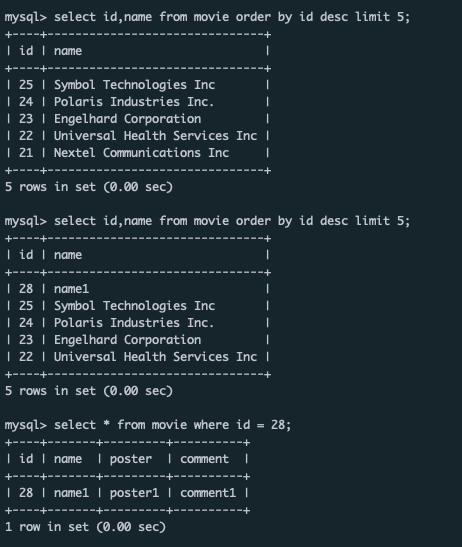 mysql> select id,name from movie order by id desc limit 5;
+----+-------------------------------+
| id | name                          |
+----+-------------------------------+
| 25 | Symbol Technologies Inc       |
| 24 | Polaris Industries Inc.       |
| 23 | Engelhard Corporation         |
| 22 | Universal Health Services Inc |
| 21 | Nextel Communications Inc     |
+----+-------------------------------+
5 rows in set (0.00 sec)

mysql> select id,name from movie order by id desc limit 5;
+----+-------------------------------+
| id | name                          |
+----+-------------------------------+
| 28 | name1                         |
| 25 | Symbol Technologies Inc       |
| 24 | Polaris Industries Inc.       |
| 23 | Engelhard Corporation         |
| 22 | Universal Health Services Inc |
+----+-------------------------------+
5 rows in set (0.00 sec)

mysql> select * from movie where id = 28;
+----+-------+---------+----------+
| id | name  | poster  | comment  |
+----+-------+---------+----------+
| 28 | name1 | poster1 | comment1 |
+----+-------+---------+----------+
1 row in set (0.00 sec)